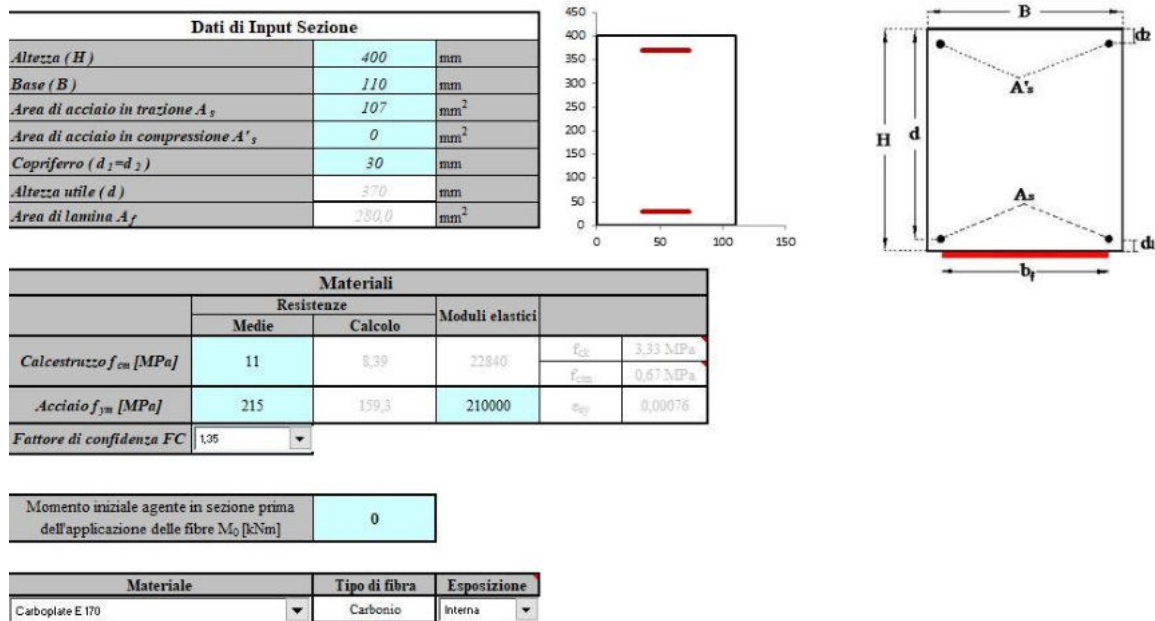 Dati di Input Sezione
Altezza ( H ) 400 mm
Base ( B ) 110 mm
Area di acciaio in trazione A s 107 mm2
Area di acciaio in compressione A' s 0 mm2
Copriferro ( d 1 =d 2 ) 30 mm
Altezza utile ( d ) 370 mm
Area di lamina A f 280,0 mm2
450
400
350
300
250
200
150
100
50
0
0 50 100 150
B
d2
A's
H d
As
d1
bf
Materiali
Resistenze Moduli elastici
Medie Calcolo
Calcestruzzo f cm [MPa] 11 8,39 22840 fck 3,33 MPa
fctm 0,67 MPa
Acciaio f ym [MPa] 215 159,3 210000 0,00076
Fattore di confidenza FC 1,35
Momento iniziale agente in sezione prima
dell'applicazione delle fibre M0 [kNm] 0
Materiale Tipo di fibra Esposizione
Carboplate E 170 Carbonio Interna